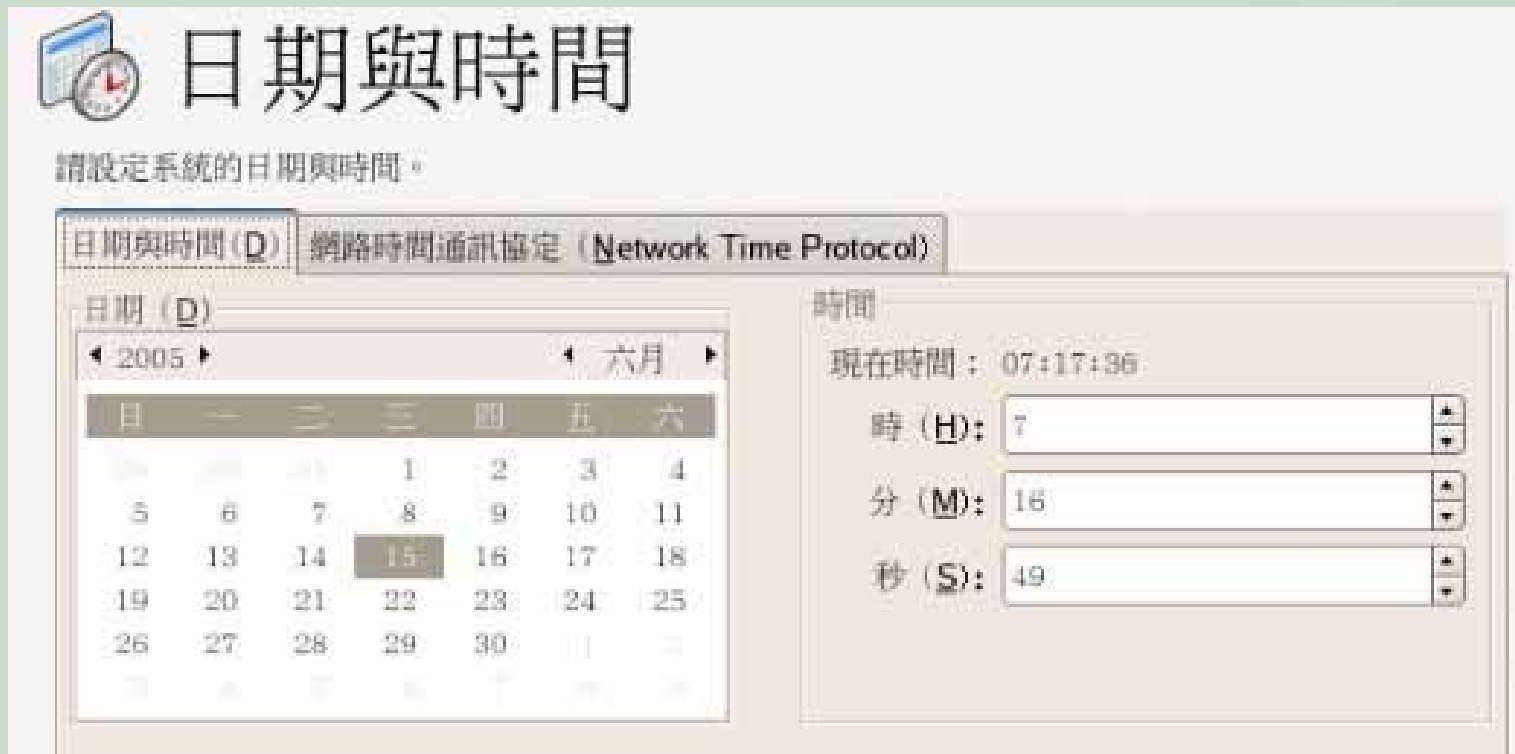 日期與時間
請設定系統的日期與時間。
日期與時間(D) 網路時間通訊協定 (Network Time Protocol)
日期 (D)
2005 六月
日 一 二 三 四 五 六
1 2 3 4
5 6 7 8 9 10 11
12 13 14 15 16 17 18
19 20 21 22 23 24 25
26 27 28 29 30
時間
現在時間： 07:17:36
時 (H): 7
分 (M): 16
秒 (S): 49